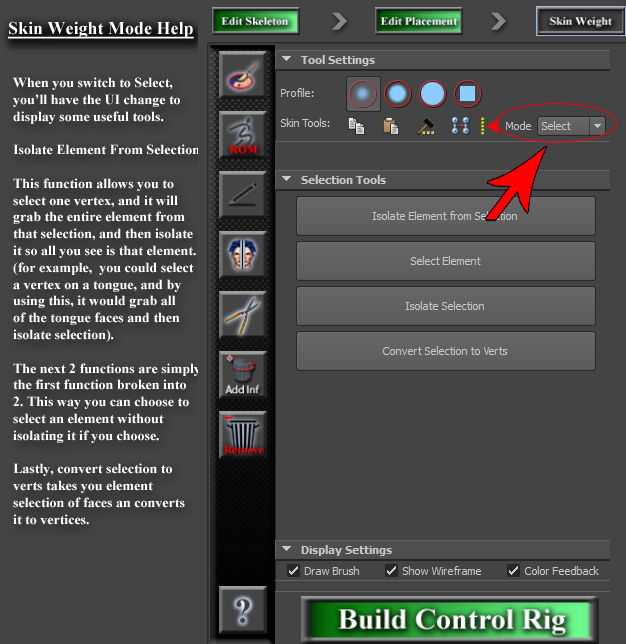 Skin Weight Mode Help
When you switch to Select,
you'll have the UI change to
display some useful tools.
Isolate Element From Selection
This function allows you to
select one vertex, and it will
grab the entire element from
that selection, and then isolate
it so all you see is that element.
(for example,  you could select
a vertex on a tongue, and by
using this, it would grab all
of the tongue faces and then
isolate selection).
The next 2 functions are simply
the first function broken into
2. This way you can choose to
select an element without
isolating it if you choose.
Lastly, convert selection to
verts takes you element
selection of faces an converts
it to vertices.
Edit Skeleton
Edit Placement
Skin Weight
ROM
Add Inf
Remove
?
Tool Settings
Profile:
Skin Tools:
Mode Select
Selection Tools
Isolate Element from Selection
Select Element
Isolate Selection
Convert Selection to Verts
Display Settings
Draw Brush Show Wireframe Color Feedback
Build Control Rig